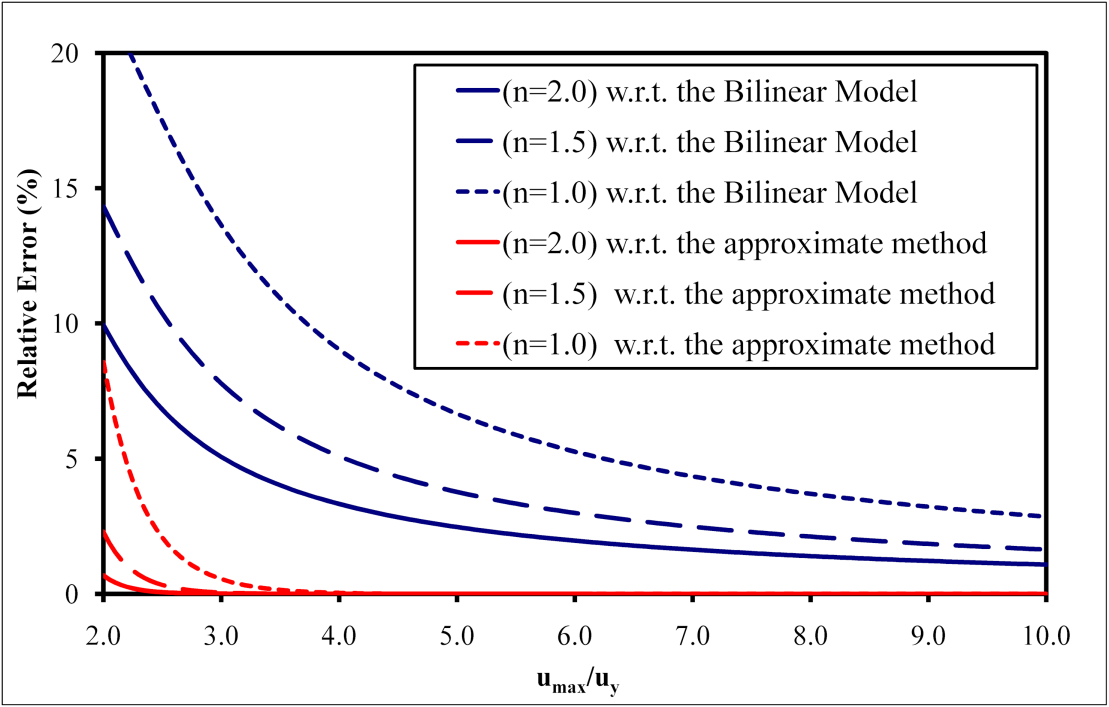 20
15
10
5
0
Relative Error (%)
(n=2.0) w.r.t. the Bilinear Model
(n=1.5) w.r.t. the Bilinear Model
(n=1.0) w.r.t. the Bilinear Model
(n=2.0) w.r.t. the approximate method
(n=1.5) w.r.t. the approximate method
(n=1.0) w.r.t. the approximate method
2.0 3.0 4.0 5.0 6.0 7.0 8.0 9.0 10.0
umax/uy